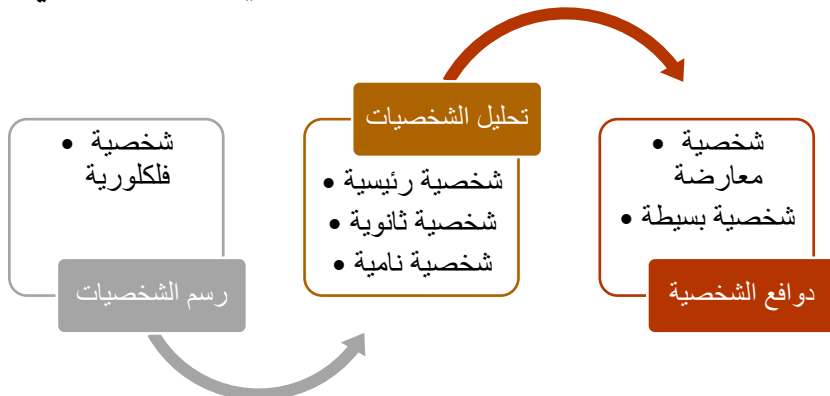 تحليل الشخصيات
• شخصية رئيسية
• شخصية ثانوية
• شخصية نامية
• شخصية
معارضة
• شخصية بسيطة
دوافع الشخصية
• شخصية
فلكلورية
رسم الشخصيات